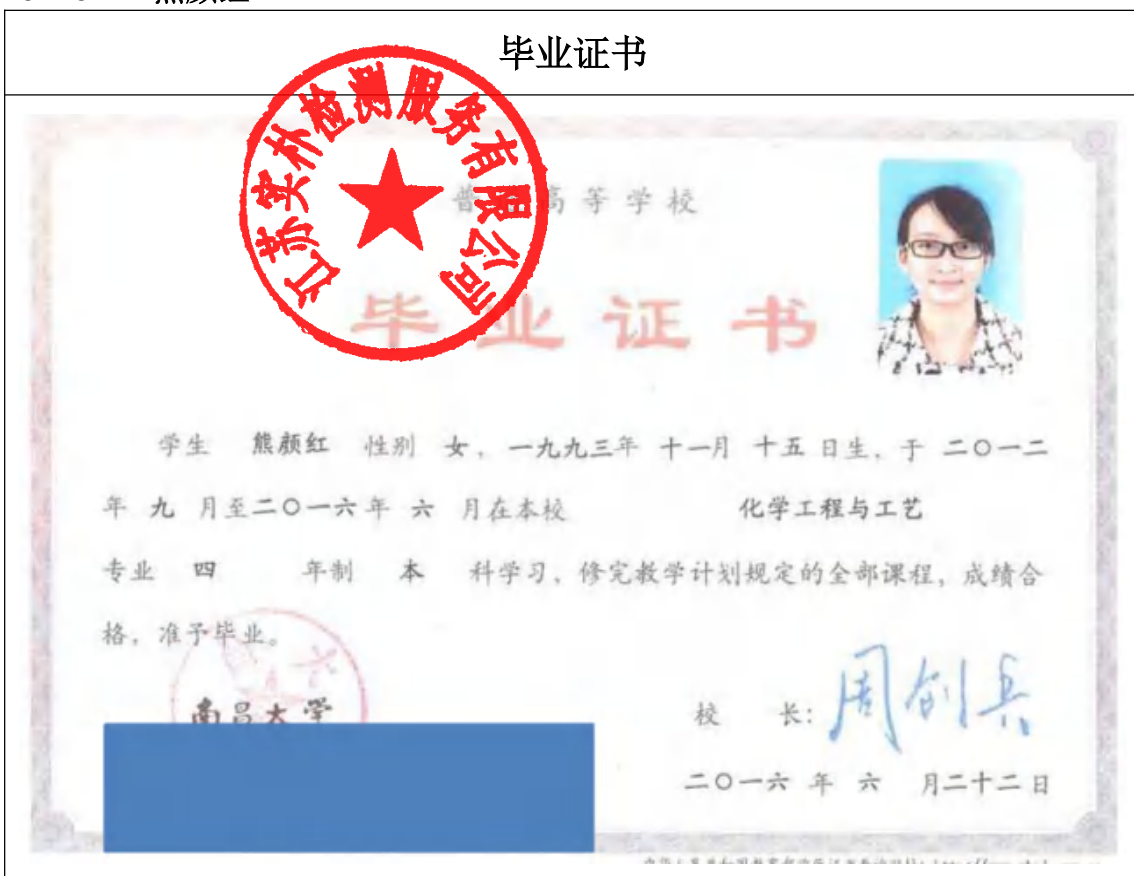 毕业证书
江苏实朴检测服务有限公司
普 高等学校
毕业证书
学生 熊颜红 性别 女，一九九三年 十一月 十五日生，于 二〇一二
年 九 月至二〇一六年 六 月在本校 化学工程与工艺
专业 四 年制 本 科学习，修完教学计划规定的全部课程，成绩合
格，准予毕业。
南昌大学
校 长：周创兵
二〇一六 年 六 月二十二日